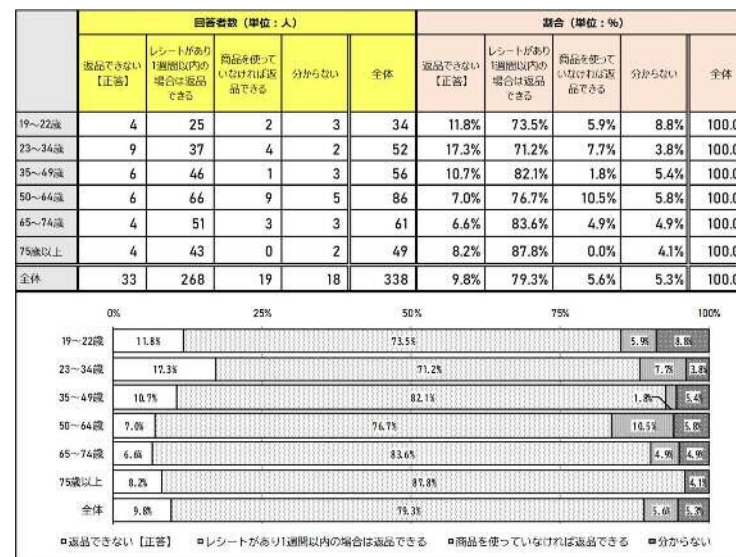 回答者数（単位：人） 割合（単位：%）
返品できない【正答】 レシートがあり1週間以内の場合は返品できる 商品を使っていなければ返品できる 分からない 全体 返品できない【正答】 レシートがあり1週間以内の場合は返品できる 商品を使っていなければ返品できる 分からない 全体
19～22歳 4 25 2 3 34 11.8% 73.5% 5.9% 8.8% 100.0
23～34歳 9 37 4 2 52 17.3% 71.2% 7.7% 3.8% 100.0
35～49歳 6 46 1 3 56 10.7% 82.1% 1.8% 5.4% 100.0
50～64歳 6 66 9 5 86 7.0% 76.7% 10.5% 5.8% 100.0
65～74歳 4 51 3 3 61 6.6% 83.6% 4.9% 4.9% 100.0
75歳以上 4 43 0 2 49 8.2% 87.8% 0.0% 4.1% 100.0
全体 33 268 19 18 338 9.8% 79.3% 5.6% 5.3% 100.0
0% 25% 50% 75% 100%
19～22歳 11.8% 73.5% 5.9% 8.8%
23～34歳 17.3% 71.2% 7.7% 3.8%
35～49歳 10.7% 82.1% 1.8% 5.4%
50～64歳 7.0% 76.7% 10.5% 5.8%
65～74歳 6.6% 83.6% 4.9% 4.9%
75歳以上 8.2% 87.8% 4.1%
全体 9.8% 79.3% 5.6% 5.3%
返品できない【正答】 レシートがあり1週間以内の場合は返品できる 商品を使っていなければ返品できる 分からない